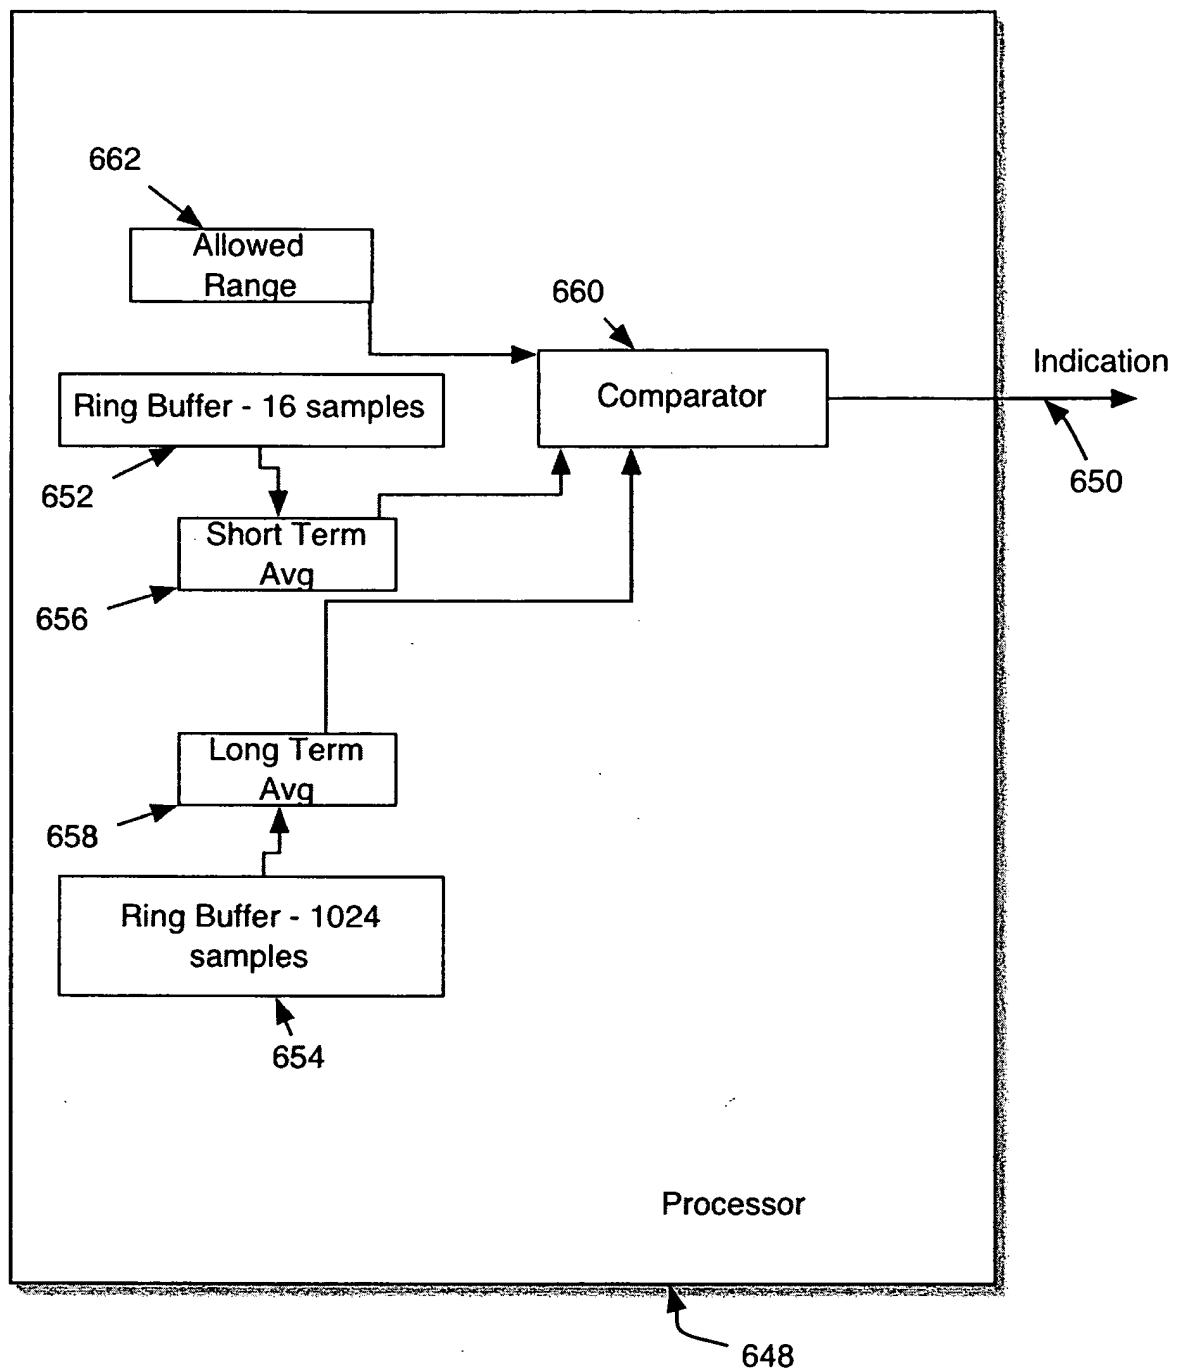 662
Allowed
Range
660
Indication
Comparator
Ring Buffer - 16 samples
650
652
Short Term
Avg
656
Long Term
Avg
658
Ring Buffer - 1024
samples
654
Processor
648